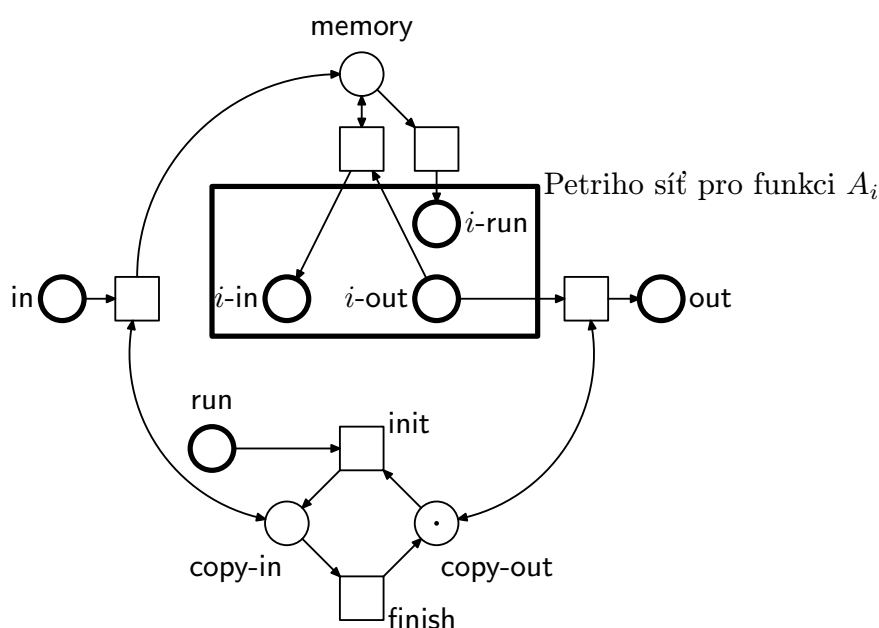 memory
Petriho síť pro funkci A_i
i-run
in
i-in
i-out
out
run
init
copy-in
copy-out
finish